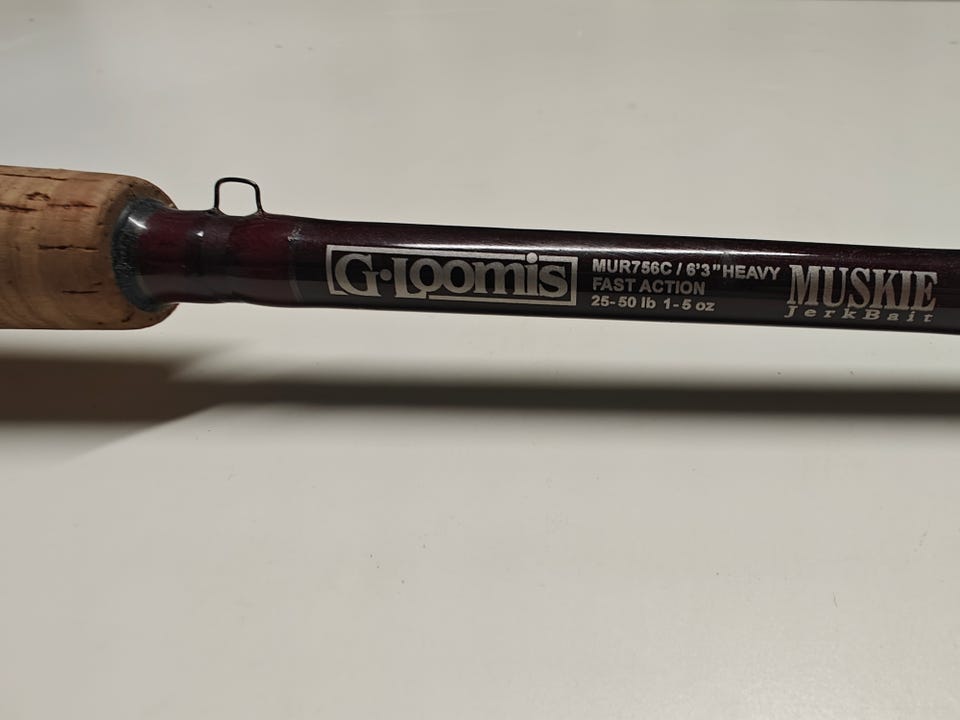 G·Loomis
MUR756C / 6'3" HEAVY
FAST ACTION
25-50 lb 1-5 oz
MUSKIE
JerkBait